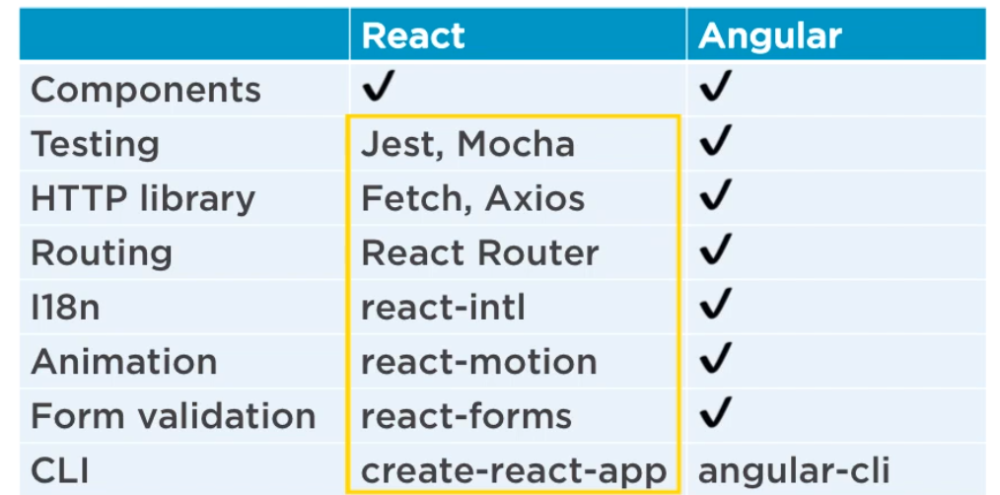 React Angular
Components ✓ ✓
Testing Jest, Mocha ✓
HTTP library Fetch, Axios ✓
Routing React Router ✓
I18n react-intl ✓
Animation react-motion ✓
Form validation react-forms ✓
CLI create-react-app angular-cli